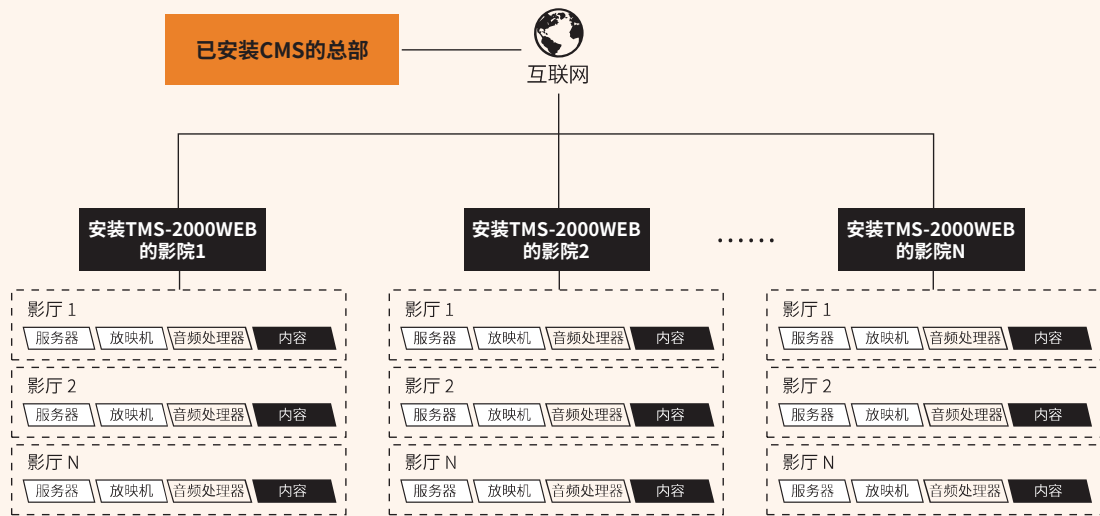 已安装CMS的总部
互联网
安装TMS-2000WEB
的影院1
安装TMS-2000WEB
的影院2
......
安装TMS-2000WEB
的影院N
影厅 1
服务器 放映机 音频处理器 内容
影厅 2
服务器 放映机 音频处理器 内容
影厅 N
服务器 放映机 音频处理器 内容
影厅 1
服务器 放映机 音频处理器 内容
影厅 2
服务器 放映机 音频处理器 内容
影厅 N
服务器 放映机 音频处理器 内容
影厅 1
服务器 放映机 音频处理器 内容
影厅 2
服务器 放映机 音频处理器 内容
影厅 N
服务器 放映机 音频处理器 内容